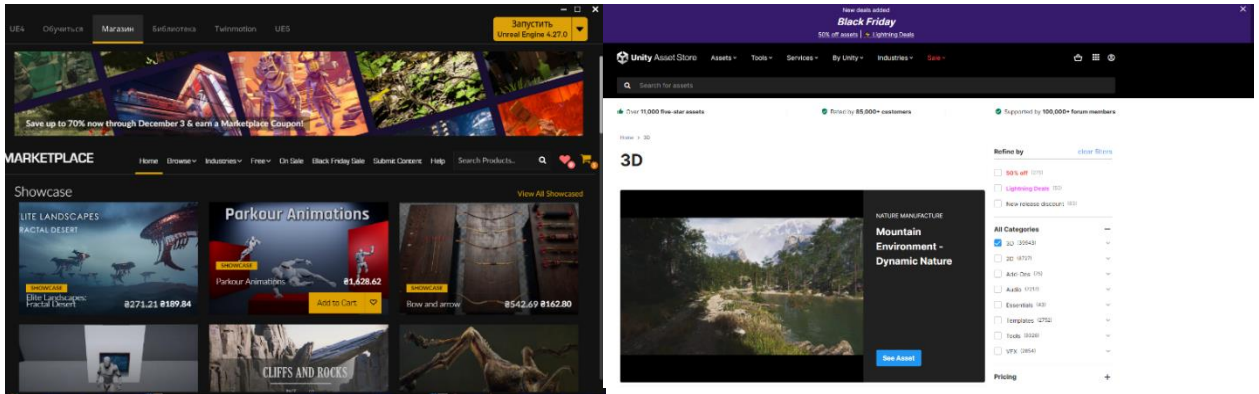 UE4 Обучиться Магазин Библиотека Twinmotion UE5
Запустить
Unreal Engine 4.27.0
Save up to 70% now through December 3 & earn a Marketplace Coupon!
MARKETPLACE Home Browse Industries Free On Sale Black Friday Sale Submit Content Help Search Products...
Showcase View All Showcased
LITE LANDSCAPES
RACTAL DESERT
SHOWCASE
Elite Landscapes:
Fractal Desert ₴271.21 ₴189.84
Parkour Animations
SHOWCASE
Parkour Animations ₴1,628.62
Add to Cart
SHOWCASE
Bow and arrow ₴542.69 ₴162.80
CLIFFS AND ROCKS
New deals added
Black Friday
50% off assets | Lightning Deals
Unity Asset Store Assets Tools Services By Unity Industries Sale
Search for assets
Over 11,000 five-star assets Rated by 85,000+ customers Supported by 100,000+ forum members
Home > 3D
3D
NATURE MANUFACTURE
Mountain
Environment -
Dynamic Nature
See Asset
Refine by clear filters
50% off
Lightning Deals
New release discount
All Categories
3D
2D
Add-Ons
Audio
Essentials
Templates
Tools
VFX
Pricing